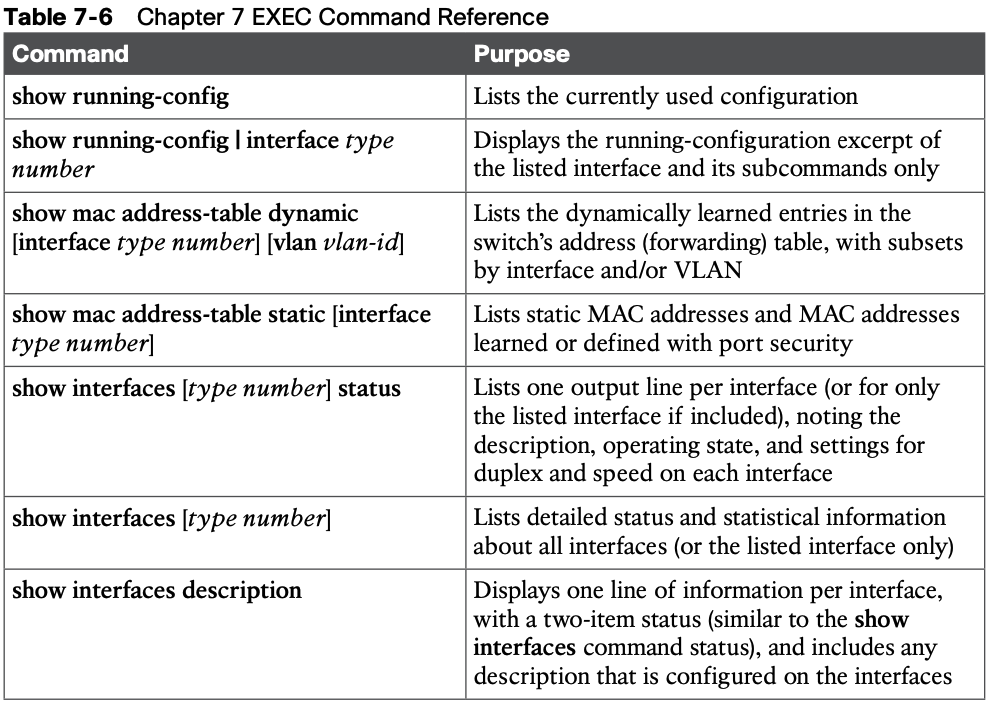 Table 7-6 Chapter 7 EXEC Command Reference
Command Purpose
show running-config
Lists the currently used configuration
show running-config | interface type
number
Displays the running-configuration excerpt of
the listed interface and its subcommands only
show mac address-table dynamic
[interface type number] [vlan vlan-id]
Lists the dynamically learned entries in the
switch’s address (forwarding) table, with subsets
by interface and/or VLAN
show mac address-table static [interface
type number]
Lists static MAC addresses and MAC addresses
learned or defined with port security
show interfaces [type number] status
Lists one output line per interface (or for only
the listed interface if included), noting the
description, operating state, and settings for
duplex and speed on each interface
show interfaces [type number]
Lists detailed status and statistical information
about all interfaces (or the listed interface only)
show interfaces description
Displays one line of information per interface,
with a two-item status (similar to the show
interfaces command status), and includes any
description that is configured on the interfaces